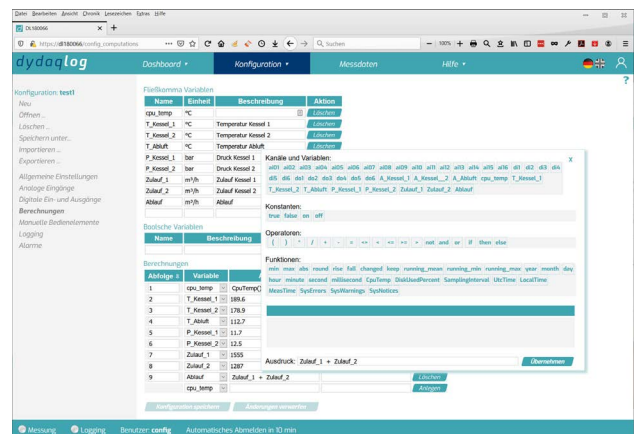 Datei Bearbeiten Ansicht Chronik Lesezeichen Extras Hilfe
DL180066
https://dl180066/config_computations
Suchen
100%
dydaqlog
Dashboard
Konfiguration
Messdaten
Hilfe
?
Konfiguration: test1
Neu
Öffnen ...
Löschen ...
Speichern unter...
Importieren ...
Exportieren ...
Allgemeine Einstellungen
Analoge Eingänge
Digitale Ein- und Ausgänge
Berechnungen
Manuelle Bedienelemente
Logging
Alarme
Fließkomma Variablen
Name Einheit Beschreibung Aktion
cpu_temp °C Löschen
T_Kessel_1 °C Temperatur Kessel 1 Löschen
T_Kessel_2 °C Temperatur Kessel 2 Löschen
T_Abluft °C Temperatur Abluft Löschen
P_Kessel_1 bar Druck Kessel 1
P_Kessel_2 bar Druck Kessel 2
Zulauf_1 m³/h Zulauf Kessel 1
Zulauf_2 m³/h Zulauf Kessel 2
Ablauf m³/h Ablauf
Boolsche Variablen
Name Beschreibung
Berechnungen
Abfolge Variable
1 cpu_temp CpuTemp()
2 T_Kessel_1 189.6
3 T_Kessel_2 178.9
4 T_Abluft 112.7
5 P_Kessel_1 11.7
6 P_Kessel_2 12.5
7 Zulauf_1 1555
8 Zulauf_2 1287
9 Ablauf Zulauf_1 + Zulauf_2 Löschen
cpu_temp Anlegen
Konfiguration speichern Änderungen verwerfen
Kanäle und Variablen:
x
ai01 ai02 ai03 ai04 ai05 ai06 ai07 ai08 ai09 ai10 ai11 ai12 ai13 ai14 ai15 ai16 di1 di2 di3 di4
di5 di6 do1 do2 do3 do4 do5 do6 A_Kessel_1 A_Kessel__2 A_Abluft cpu_temp T_Kessel_1
T_Kessel_2 T_Abluft P_Kessel_1 P_Kessel_2 Zulauf_1 Zulauf_2 Ablauf
Konstanten:
true false on off
Operatoren:
( ) * / + - = <> < <= >= > not and or if then else
Funktionen:
min max abs round rise fall changed keep running_mean running_min running_max year month day
hour minute second millisecond CpuTemp DiskUsedPercent SamplingInterval UtcTime LocalTime
MeasTime SysErrors SysWarnings SysNotices
Ausdruck: Zulauf_1 + Zulauf_2 Übernehmen
Messung Logging Benutzer: config Automatisches Abmelden in 10 min